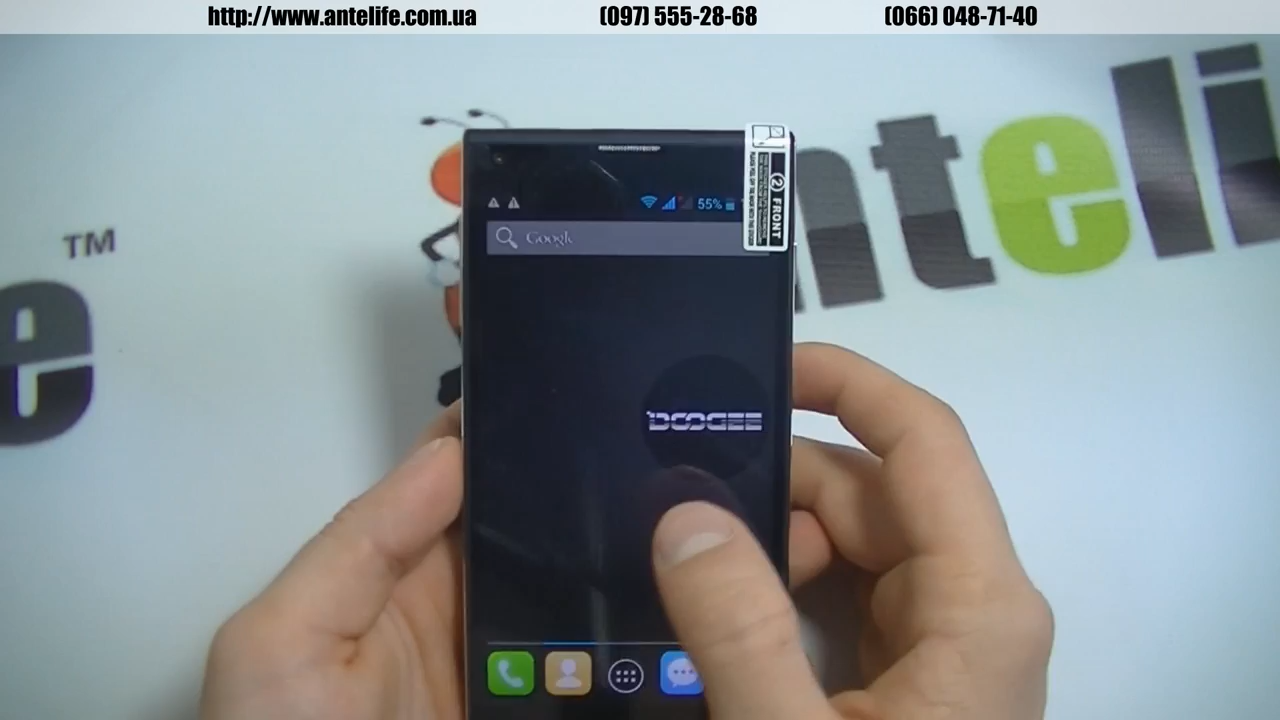 http://www.antelife.com.ua
(097) 555-28-68
(066) 048-71-40
anteli
e TM
55%
Google
2 FRONT
DOOGEE